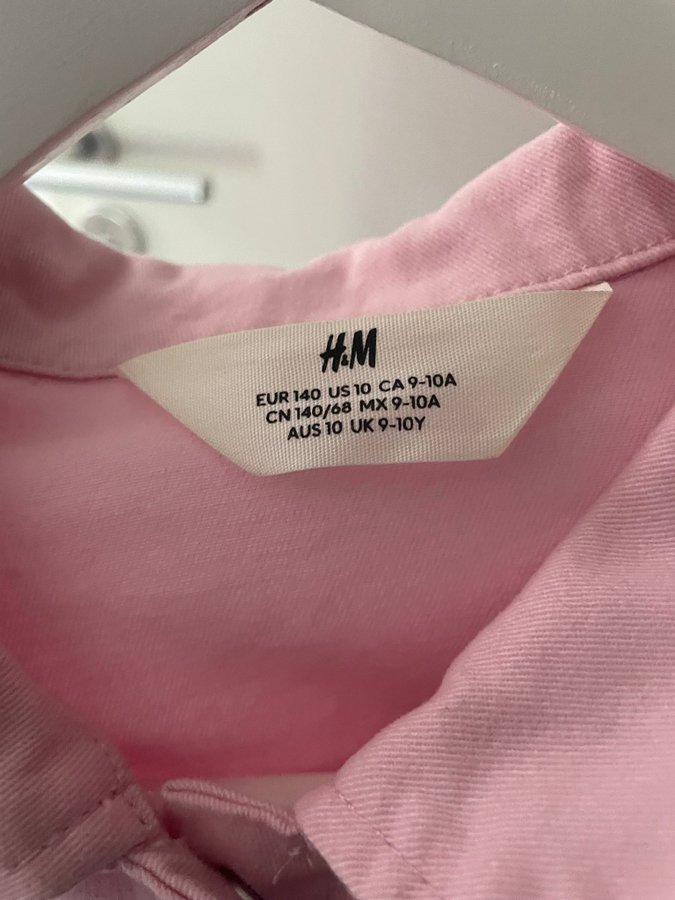 H&M
EUR 140 US 10 CA 9-10A
CN 140/68 MX 9-10A
AUS 10 UK 9-10Y